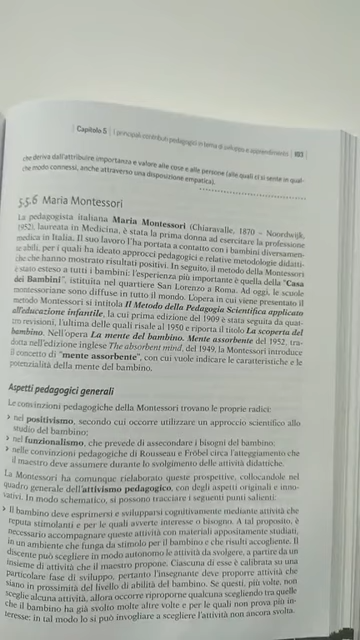 Capitolo 5 | I principali contributi pedagogici in tema di sviluppo e apprendimento | 183
che deriva dall'attribuire importanza e valore alle cose e alle persone (alle quali ci si sente in qual-
che modo connessi, anche attraverso una disposizione empatica).
5.5.6 Maria Montessori
La pedagogista italiana Maria Montessori (Chiaravalle, 1870 – Noordwijk,
1952), laureata in Medicina, è stata la prima donna ad esercitare la professione
medica in Italia. Il suo lavoro l'ha portata a contatto con i bambini diversamen-
te abili, per i quali ha ideato approcci pedagogici e relative metodologie didatti-
che che hanno mostrato risultati positivi. In seguito, il metodo della Montessori
è stato esteso a tutti i bambini: l'esperienza più importante è quella della "Casa
dei Bambini", istituita nel quartiere San Lorenzo a Roma. Ad oggi, le scuole
montessoriane sono diffuse in tutto il mondo. L'opera in cui viene presentato il
metodo Montessori si intitola Il Metodo della Pedagogia Scientifica applicato
all'educazione infantile, la cui prima edizione del 1909 è stata seguita da quat-
tro revisioni, l'ultima delle quali risale al 1950 e riporta il titolo La scoperta del
bambino. Nell'opera La mente del bambino. Mente assorbente del 1952, tra-
dotta nell'edizione inglese The absorbent mind, del 1949, la Montessori introduce
il concetto di "mente assorbente", con cui vuole indicare le caratteristiche e le
potenzialità della mente del bambino.
Aspetti pedagogici generali
Le convinzioni pedagogiche della Montessori trovano le proprie radici:
> nel positivismo, secondo cui occorre utilizzare un approccio scientifico allo
studio del bambino;
> nel funzionalismo, che prevede di assecondare i bisogni del bambino;
> nelle convinzioni pedagogiche di Rousseau e Fröbel circa l'atteggiamento che
il maestro deve assumere durante lo svolgimento delle attività didattiche.
La Montessori ha comunque rielaborato queste prospettive, collocandole nel
quadro generale dell'attivismo pedagogico, con degli aspetti originali e inno-
vativi. In modo schematico, si possono tracciare i seguenti punti salienti:
> Il bambino deve esprimersi e svilupparsi cognitivamente mediante attività che
reputa stimolanti e per le quali avverte interesse o bisogno. A tal proposito, è
necessario accompagnare queste attività con materiali appositamente studiati,
in un ambiente che funga da stimolo per il bambino e che risulti accogliente. Il
discente può scegliere in modo autonomo le attività da svolgere, a partire da un
insieme di attività che il maestro propone. Ciascuna di esse è calibrata su una
particolare fase di sviluppo, pertanto l'insegnante deve proporre attività che
siano in prossimità del livello di abilità del bambino. Se questi, più volte, non
sceglie alcuna attività, allora occorre riproporne qualcuna scegliendo tra quelle
che il bambino ha già svolto molte altre volte e per le quali non prova più in-
teresse: in tal modo lo si può invogliare a scegliere l'attività non ancora svolta.